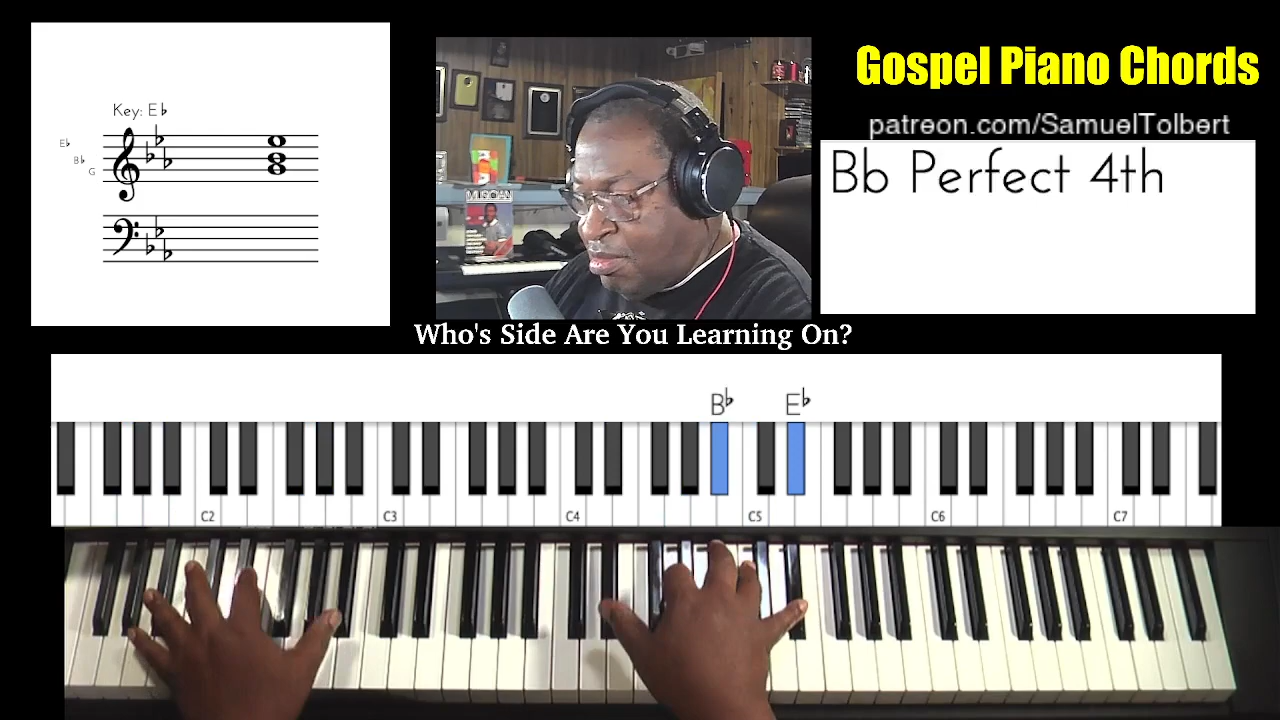 Key: E♭
E♭
B♭
G
MUSICIAN
Gospel Piano Chords
patreon.com/SamuelTolbert
Bb Perfect 4th
Who's Side Are You Learning On?
B♭ E♭
C2 C3 C4 C5 C6 C7